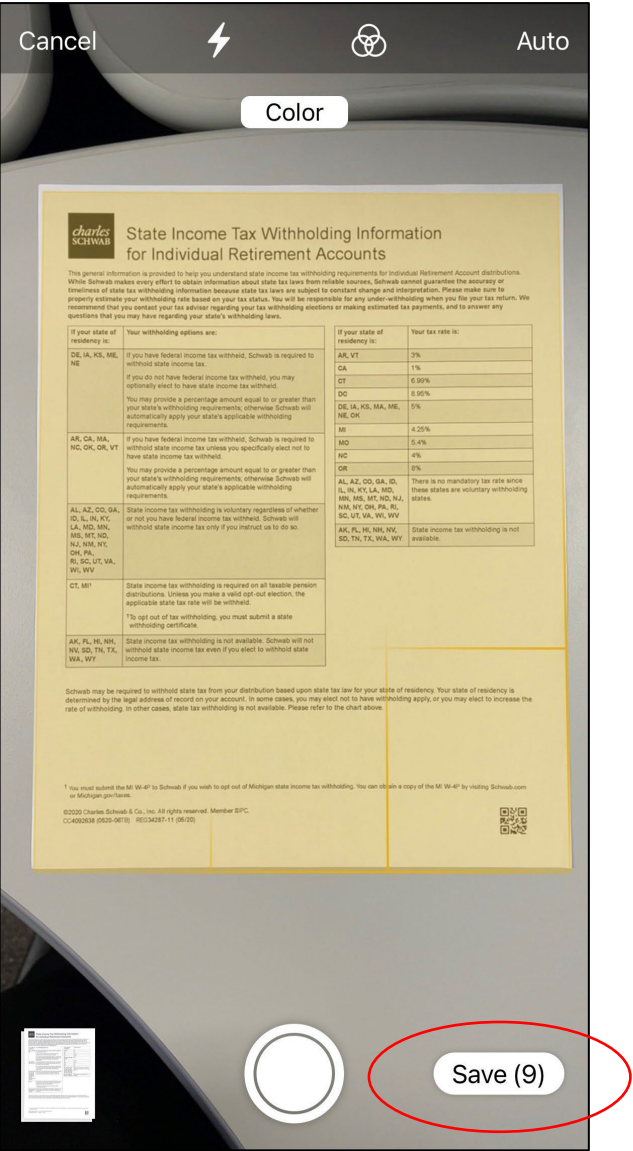 Cancel
Auto
Color
charles
SCHWAB
State Income Tax Withholding Information
for Individual Retirement Accounts
This general information is provided to help you understand state income tax withholding requirements for Individual Retirement Account distributions.
While Schwab makes every effort to obtain information about state tax laws from reliable sources, Schwab cannot guarantee the accuracy or
timeliness of state tax withholding information because state tax laws are subject to constant change and interpretation. Please make sure to
properly estimate your withholding rate based on your tax status. You will be responsible for any under-withholding when you file your tax return. We
recommend that you contact your tax advisor regarding your tax withholding elections or making estimated tax payments, and to answer any
questions that you may have regarding your state's withholding laws.
If your state of
residency is:
Your withholding options are:
DE, IA, KS, ME,
NE
If you have federal income tax withheld, Schwab is required to
withhold state income tax.
If you do not have federal income tax withheld, you may
optionally elect to have state income tax withheld.
You may provide a percentage amount equal to or greater than
your state's withholding requirements; otherwise Schwab will
automatically apply your state's applicable withholding
requirements.
AR, CA, MA,
NC, OK, OR, VT
If you have federal income tax withheld, Schwab is required to
withhold state income tax unless you specifically elect not to
have state income tax withheld.
You may provide a percentage amount equal to or greater than
your state's withholding requirements; otherwise Schwab will
automatically apply your state's applicable withholding
requirements.
AL, AZ, CO, GA,
ID, IL, IN, KY,
LA, MD, MN,
MS, MT, ND,
NJ, NM, NY,
OH, PA,
RI, SC, UT, VA,
WI, WV
State income tax withholding is voluntary regardless of whether
or not you have federal income tax withheld. Schwab will
withhold state income tax only if you instruct us to do so.
CT, MI¹
State income tax withholding is required on all taxable pension
distributions. Unless you make a valid opt-out election, the
applicable state tax rate will be withheld.
¹To opt out of tax withholding, you must submit a state
withholding certificate.
AK, FL, HI, NH,
NV, SD, TN, TX,
WA, WY
State income tax withholding is not available. Schwab will not
withhold state income tax even if you elect to withhold state
income tax.
If your state of
residency is:
Your tax rate is:
AR, VT 3%
CA 1%
CT 6.99%
DC 8.95%
DE, IA, KS, MA, ME,
NE, OK
5%
MI 4.25%
MO 5.4%
NC 4%
OR 8%
AL, AZ, CO, GA, ID,
IL, IN, KY, LA, MD,
MN, MS, MT, ND, NJ,
NM, NY, OH, PA, RI,
SC, UT, VA, WI, WV
There is no mandatory tax rate since
these states are voluntary withholding
states.
AK, FL, HI, NH, NV,
SD, TN, TX, WA, WY
State income tax withholding is not
available.
Schwab may be required to withhold state tax from your distribution based upon state tax law for your state of residency. Your state of residency is
determined by the legal address of record on your account. In some cases, you may elect not to have withholding apply, or you may elect to increase the
rate of withholding. In other cases, state tax withholding is not available. Please refer to the chart above.
¹ You must submit the MI W-4P to Schwab if you wish to opt out of Michigan state income tax withholding. You can obtain a copy of the MI W-4P by visiting Schwab.com
or Michigan.gov/taxes.
©2020 Charles Schwab & Co., Inc. All rights reserved. Member SIPC.
CC4092638 (0520-06TB) REG34287-11 (05/20)
Save (9)